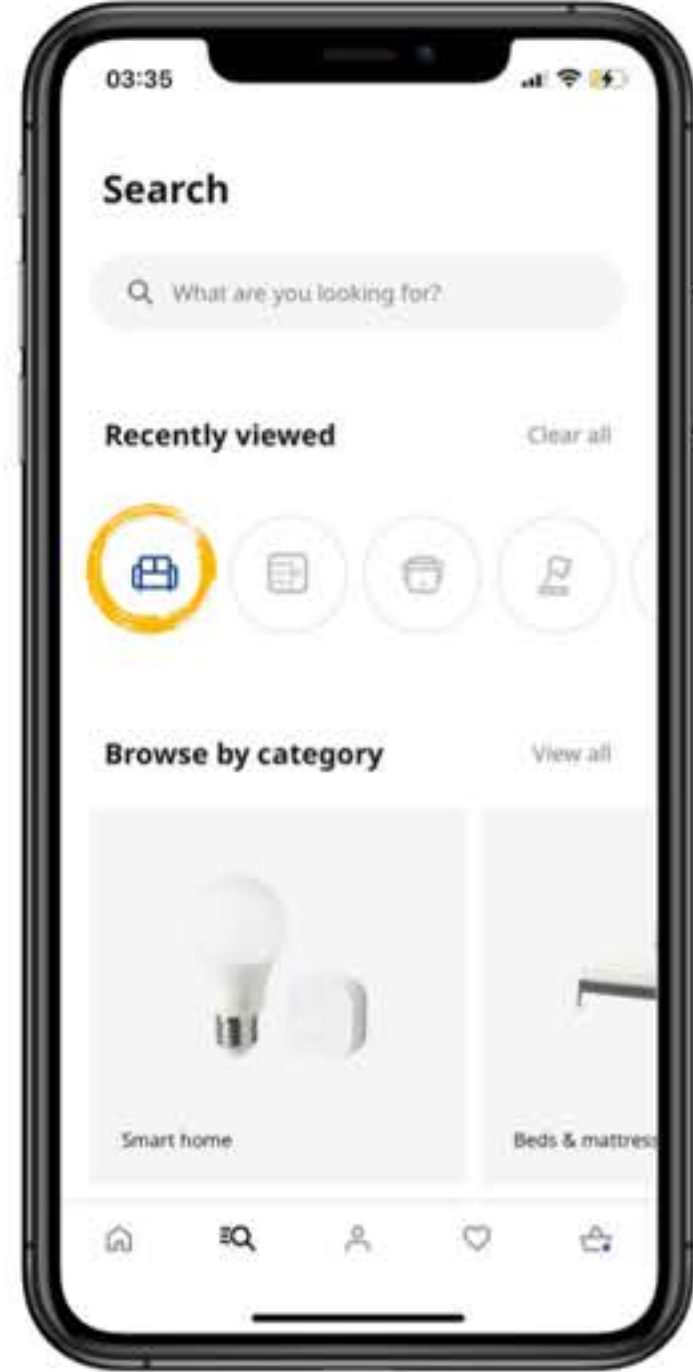 03:35
Search
What are you looking for?
Recently viewed
Clear all
Browse by category
View all
Smart home
Beds & mattress